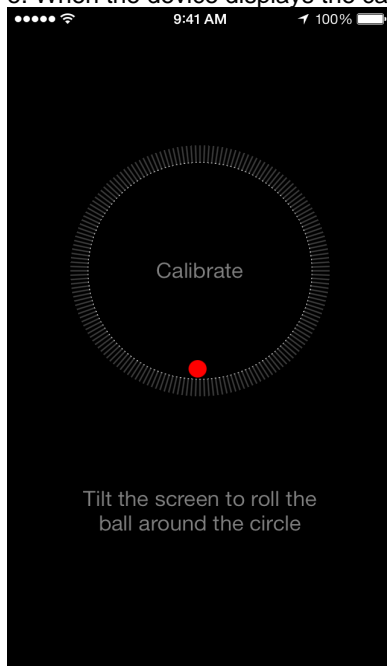 9:41 AM
100%
Calibrate
Tilt the screen to roll the
ball around the circle